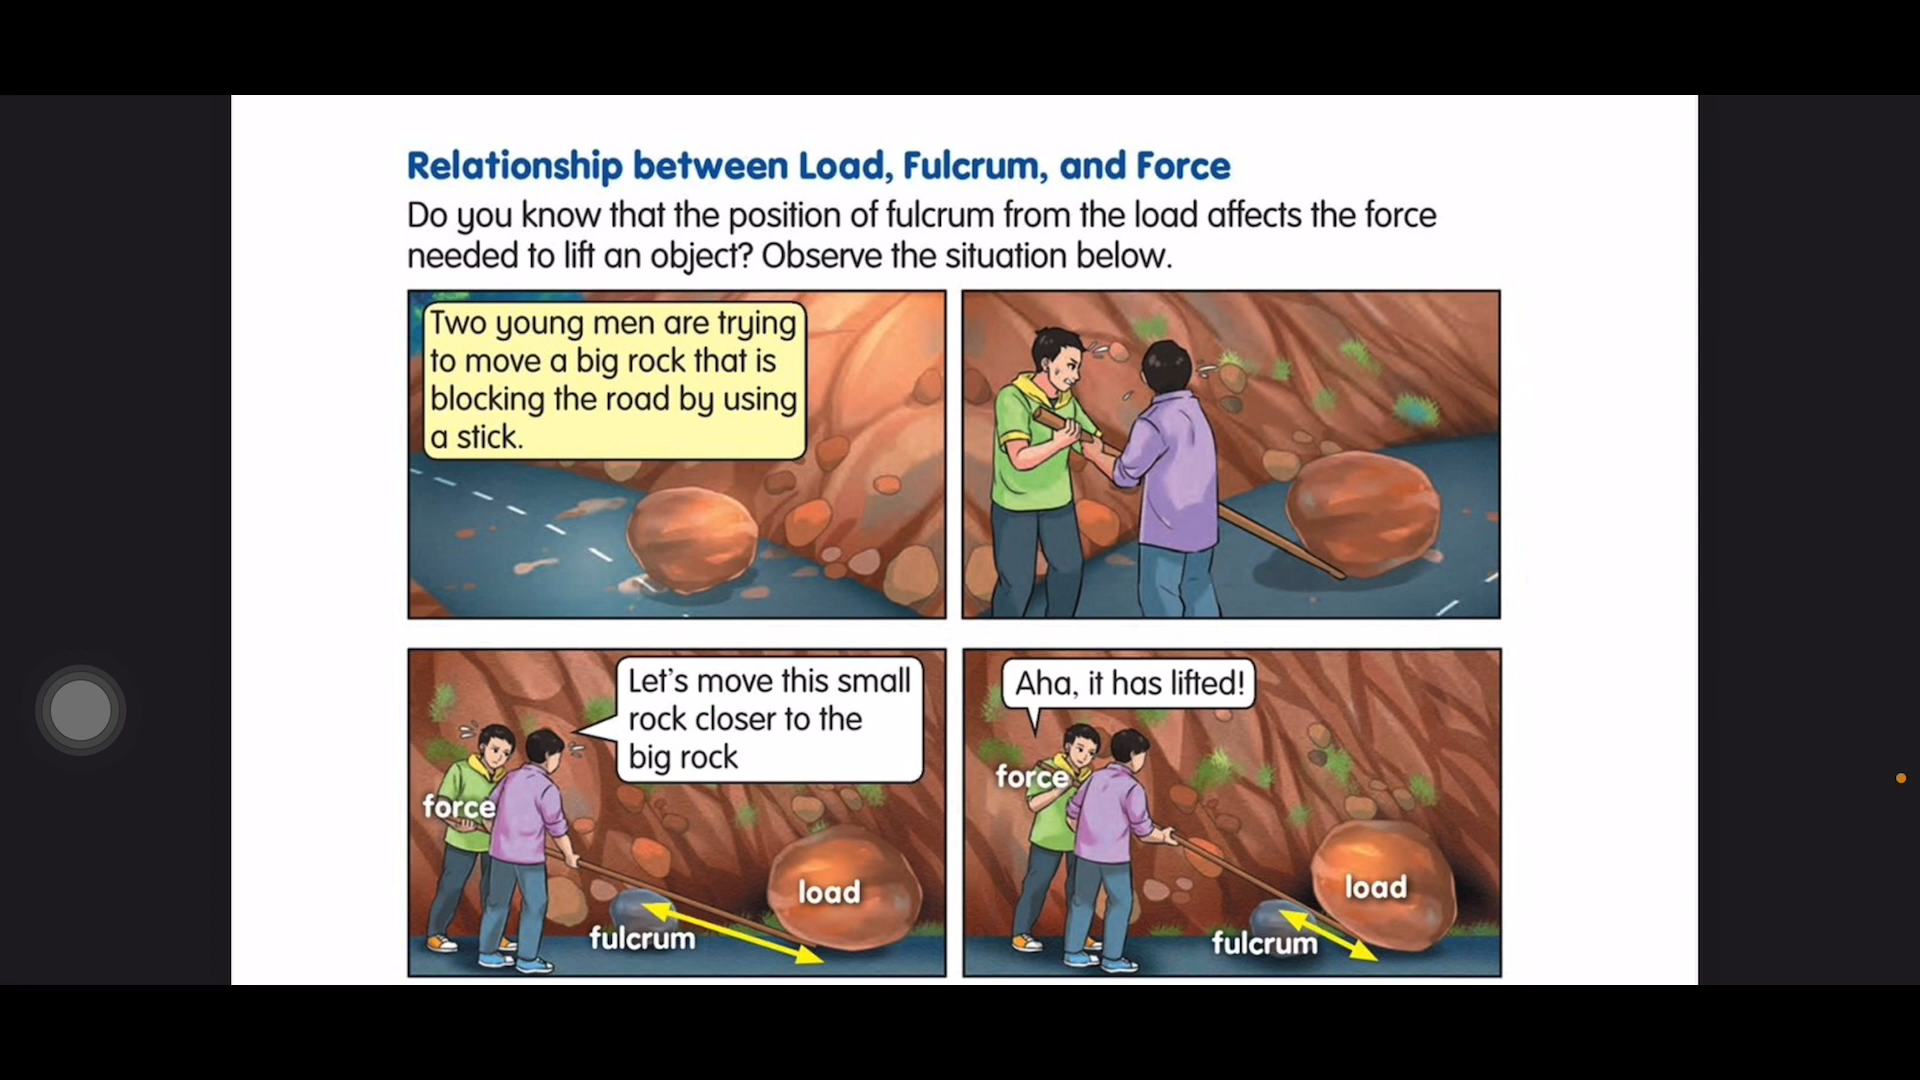 Relationship between Load, Fulcrum, and Force
Do you know that the position of fulcrum from the load affects the force
needed to lift an object? Observe the situation below.
Two young men are trying
to move a big rock that is
blocking the road by using
a stick.
Let's move this small
rock closer to the
big rock
force
load
fulcrum
Aha, it has lifted!
force
load
fulcrum